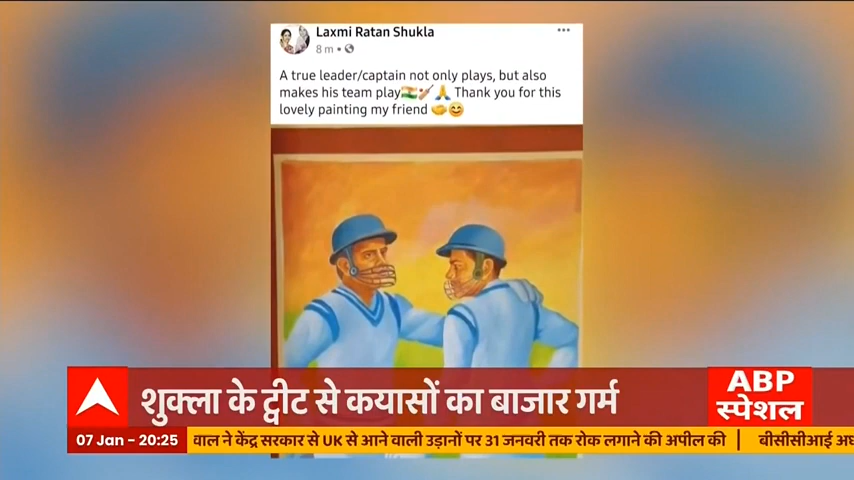 Laxmi Ratan Shukla
8 m
A true leader/captain not only plays, but also
makes his team play🇮🇳🏏🙏 Thank you for this
lovely painting my friend 🤝😊
शुक्ला के ट्वीट से कयासों का बाजार गर्म
ABP
स्पेशल
07 Jan - 20:25 वाल ने केंद्र सरकार से UK से आने वाली उड़ानों पर 31 जनवरी तक रोक लगाने की अपील की | बीसीसीआई अध